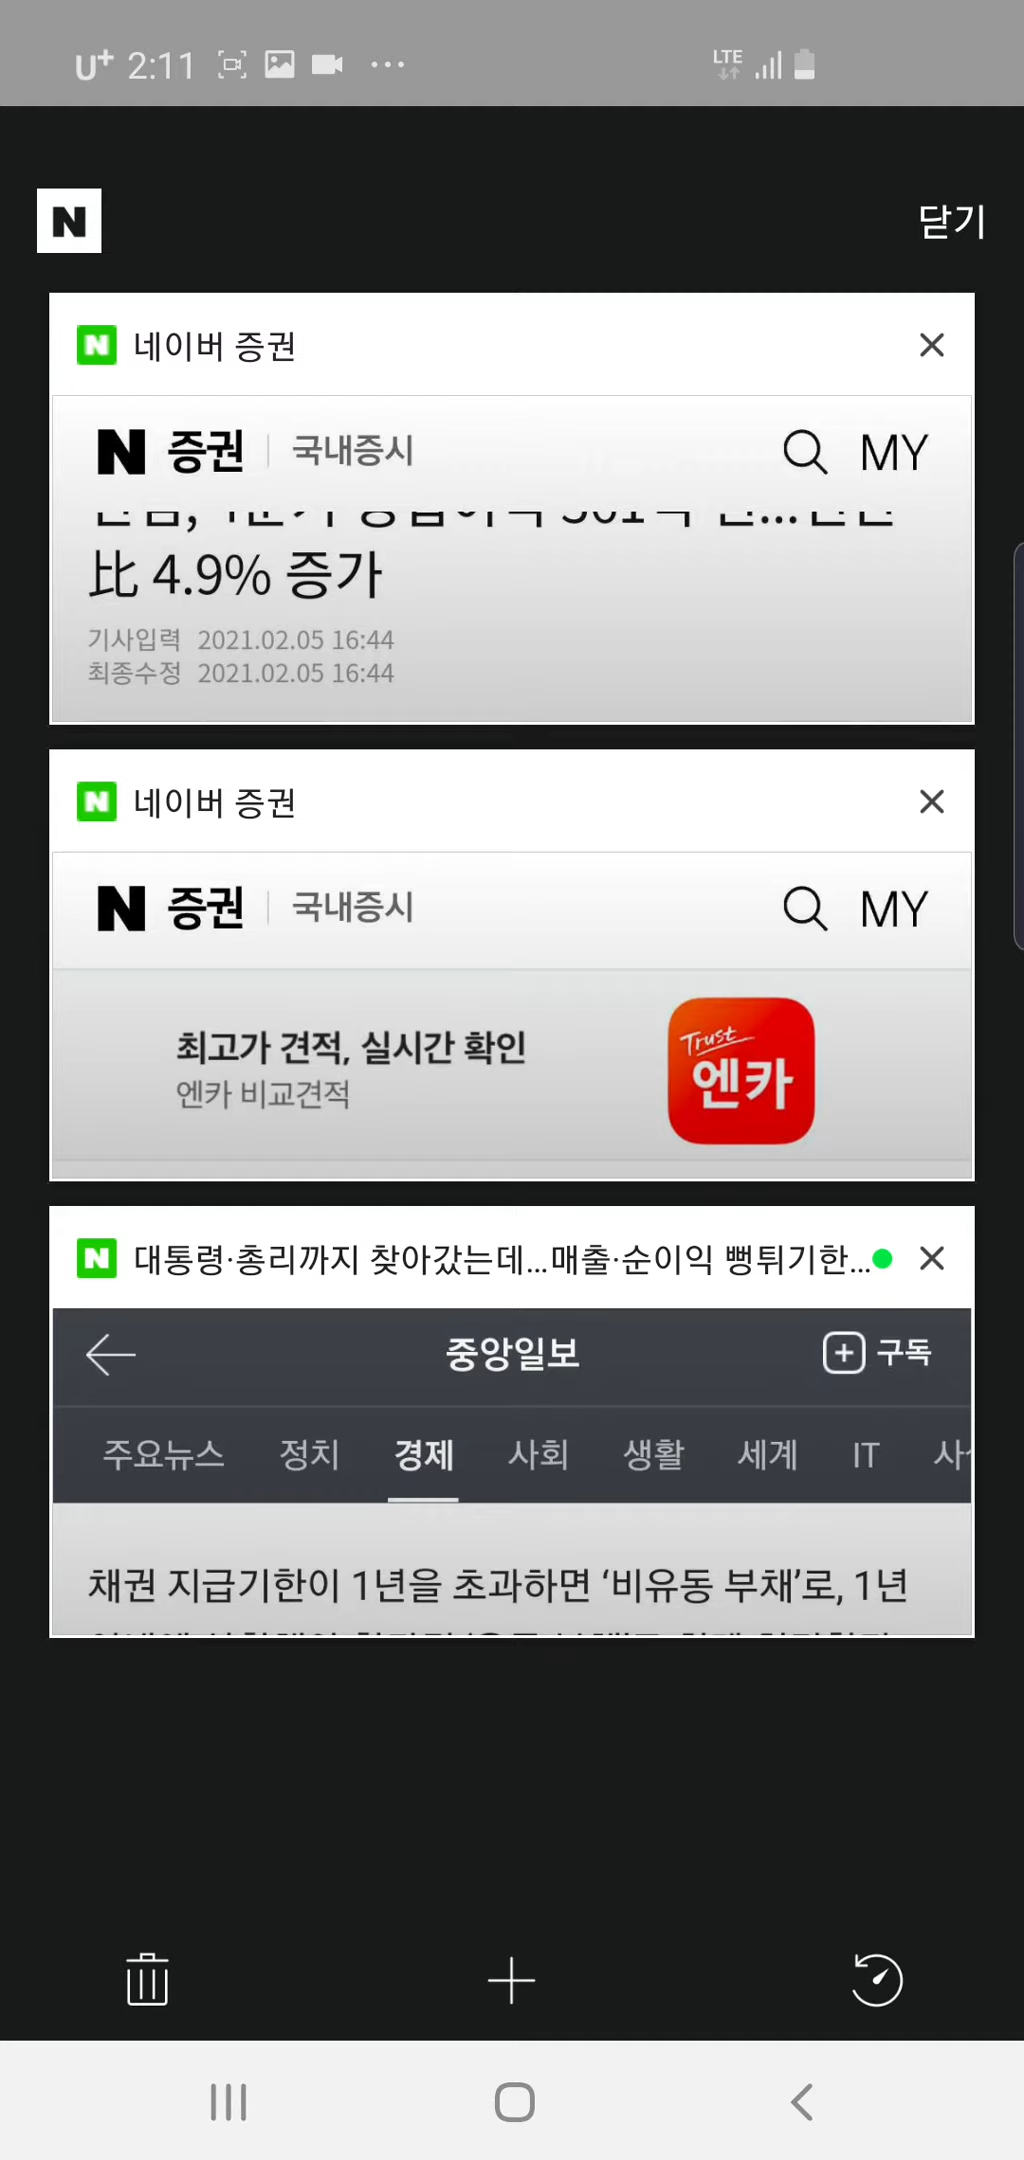 U+ 2:11
LTE
N
닫기
N 네이버 증권
N 증권 국내증시 MY
比 4.9% 증가
기사입력 2021.02.05 16:44
최종수정 2021.02.05 16:44
N 네이버 증권
N 증권 국내증시 MY
최고가 견적, 실시간 확인
엔카 비교견적
Trust
엔카
N 대통령·총리까지 찾아갔는데...매출·순이익 뻥튀기한...
중앙일보 구독
주요뉴스 정치 경제 사회 생활 세계 IT
채권 지급기한이 1년을 초과하면 ‘비유동 부채’로, 1년